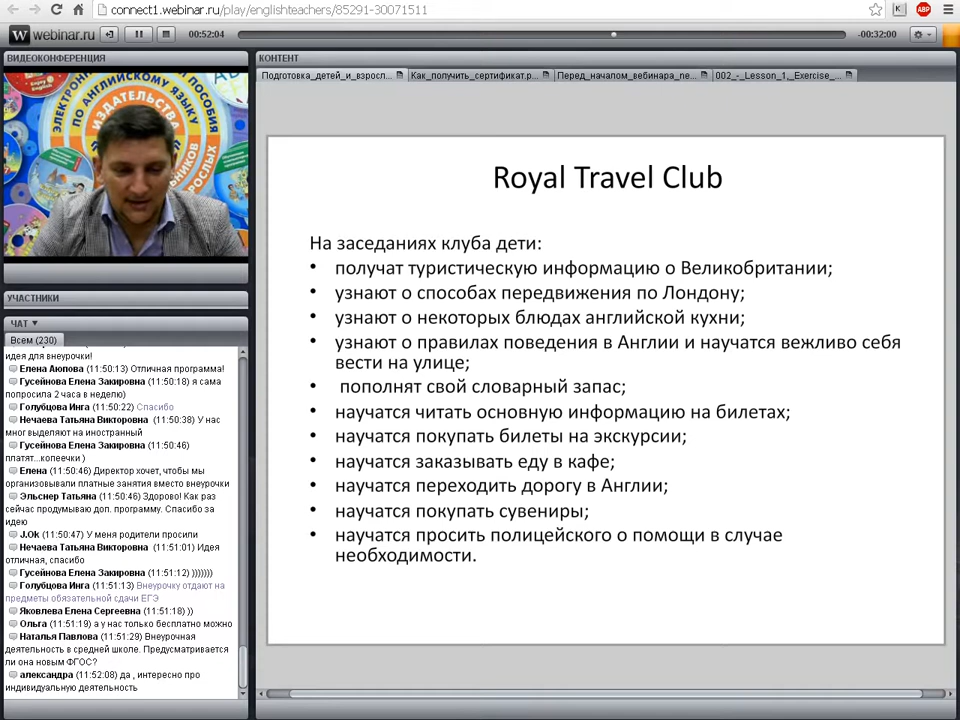 connect1.webinar.ru/play/englishteachers/85291-30071511
K
ABP
W webinar.ru
00:52:04
-00:32:00
ВИДЕОКОНФЕРЕНЦИЯ
ЭЛЕКТРОННЫЕ ПОСОБИЯ
ПО АНГЛИЙСКОМУ ЯЗЫКУ
ИЗДАТЕЛЬСТВА
УЧАСТНИКИ
ЧАТ
Всем (230)
идея для внеурочки!
Елена Аюпова (11:50:13) Отличная программа!
Гусейнова Елена Закировна (11:50:18) я сама
попросила 2 часа в неделю)
Голубцова Инга (11:50:22) Спасибо
Нечаева Татьяна Викторовна (11:50:38) У нас
мног выделяют на иностранный
Гусейнова Елена Закировна (11:50:46)
платят...копеечки )
Елена (11:50:46) Директор хочет, чтобы мы
организовывали платные занятия вместо внеурочки
Эльснер Татьяна (11:50:46) Здорово! Как раз
сейчас продумываю доп. программу. Спасибо за
идею
J.Ok (11:50:47) У меня родители просили
Нечаева Татьяна Викторовна (11:51:01) Идея
отличная, спасибо
Гусейнова Елена Закировна (11:51:12) )))))))
Голубцова Инга (11:51:13) Внеурочку отдают на
предметы обязательной сдачи ЕГЭ
Яковлева Елена Сергеевна (11:51:18) ))
Ольга (11:51:19) а у нас только бесплатно можно
Наталья Павлова (11:51:29) Внеурочная
деятельность в средней школе. Предусматривается
ли она новым ФГОС?
александра (11:52:08) да , интересно про
индивидуальную деятельность
КОНТЕНТ
Подготовка_детей_и_взросл...
Как_получить_сертификат.p...
Перед_началом_вебинара_пе...
002_-_Lesson_1,_Exercise_...
Royal Travel Club
На заседаниях клуба дети:
• получат туристическую информацию о Великобритании;
• узнают о способах передвижения по Лондону;
• узнают о некоторых блюдах английской кухни;
• узнают о правилах поведения в Англии и научатся вежливо себя
вести на улице;
• пополнят свой словарный запас;
• научатся читать основную информацию на билетах;
• научатся покупать билеты на экскурсии;
• научатся заказывать еду в кафе;
• научатся переходить дорогу в Англии;
• научатся покупать сувениры;
• научатся просить полицейского о помощи в случае
необходимости.